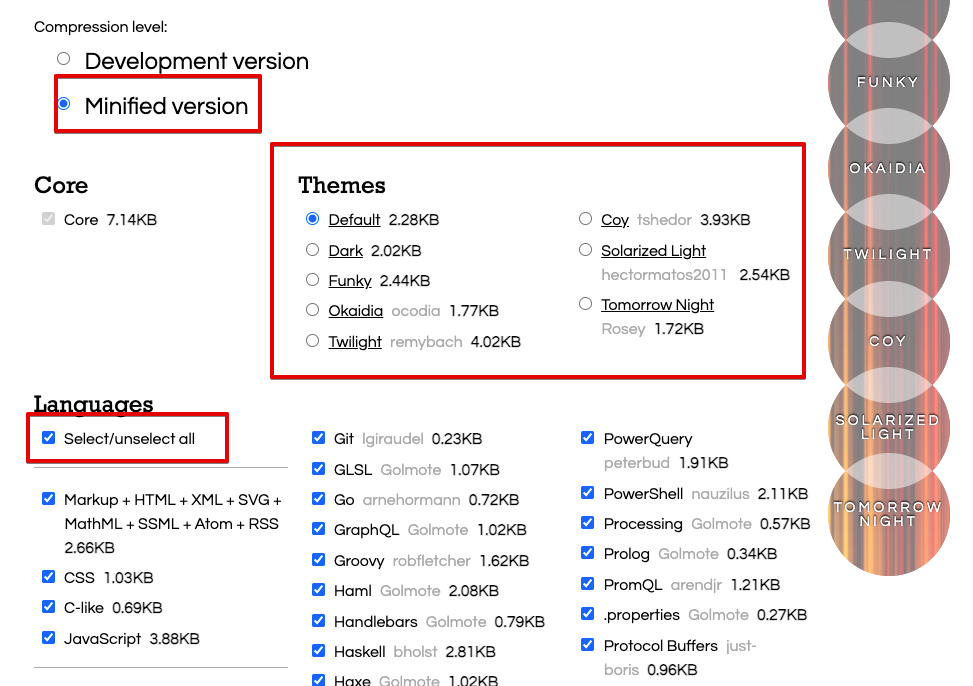 Compression level:
Development version
Minified version
Core
Core 7.14KB
Themes
Default 2.28KB
Dark 2.02KB
Funky 2.44KB
Okaidia ocodia 1.77KB
Twilight remybach 4.02KB
Coy tshedor 3.93KB
Solarized Light
hectormatos2011 2.54KB
Tomorrow Night
Rosey 1.72KB
Languages
Select/unselect all
Markup + HTML + XML + SVG +
MathML + SSML + Atom + RSS
2.66KB
CSS 1.03KB
C-like 0.69KB
JavaScript 3.88KB
Git lgiraudel 0.23KB
GLSL Golmote 1.07KB
Go arnehormann 0.72KB
GraphQL Golmote 1.02KB
Groovy robfletcher 1.62KB
Haml Golmote 2.08KB
Handlebars Golmote 0.79KB
Haskell bholst 2.81KB
Haxe Golmote 1.02KB
PowerQuery
peterbud 1.91KB
PowerShell nauzilus 2.11KB
Processing Golmote 0.57KB
Prolog Golmote 0.34KB
PromQL arendjr 1.21KB
.properties Golmote 0.27KB
Protocol Buffers just-
boris 0.96KB
FUNKY
OKAIDIA
TWILIGHT
COY
SOLARIZED
LIGHT
TOMORROW
NIGHT